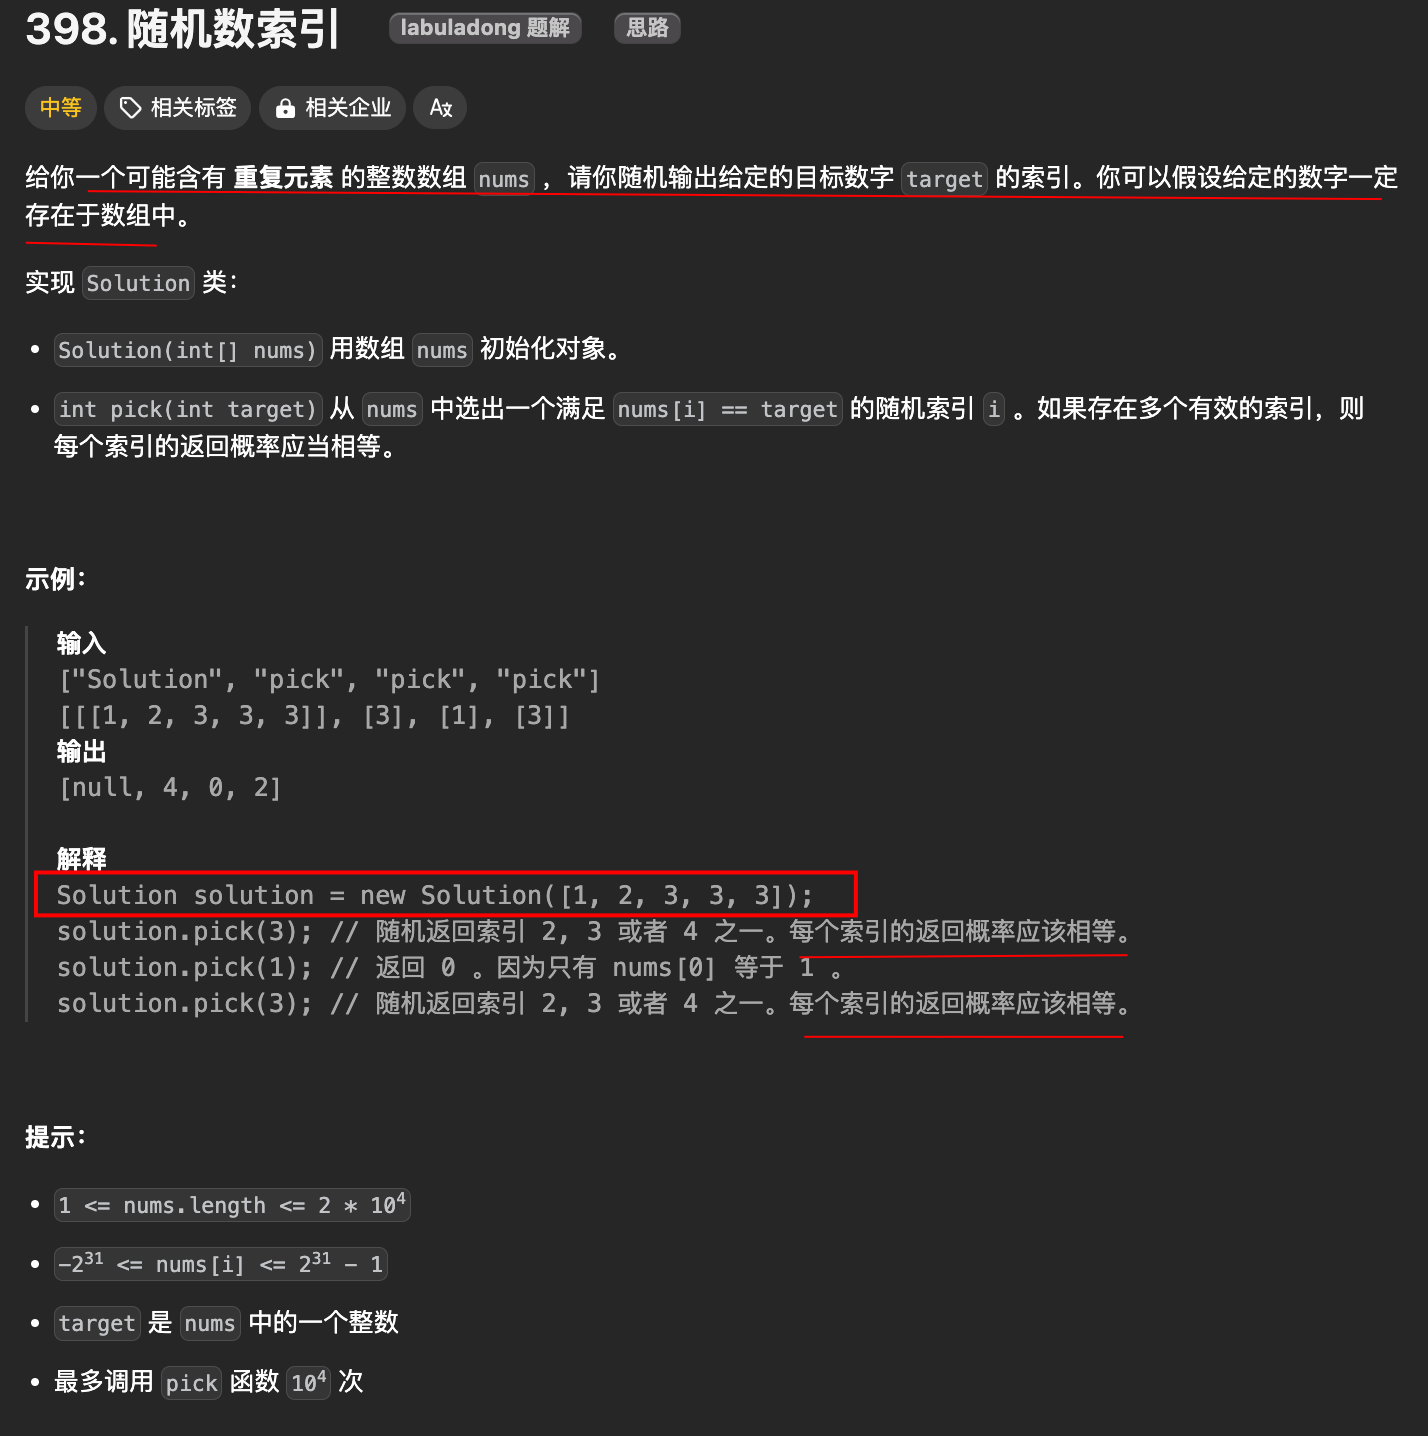 398. 随机数索引 labuladong 题解 思路
中等 相关标签 相关企业 A文
给你一个可能含有 重复元素 的整数数组 nums ，请你随机输出给定的目标数字 target 的索引。你可以假设给定的数字一定
存在于数组中。
实现 Solution 类：
• Solution(int[] nums) 用数组 nums 初始化对象。
• int pick(int target) 从 nums 中选出一个满足 nums[i] == target 的随机索引 i 。如果存在多个有效的索引，则
每个索引的返回概率应当相等。
示例：
输入
["Solution", "pick", "pick", "pick"]
[[[1, 2, 3, 3, 3]], [3], [1], [3]]
输出
[null, 4, 0, 2]
解释
Solution solution = new Solution([1, 2, 3, 3, 3]);
solution.pick(3); // 随机返回索引 2, 3 或者 4 之一。每个索引的返回概率应该相等。
solution.pick(1); // 返回 0 。因为只有 nums[0] 等于 1 。
solution.pick(3); // 随机返回索引 2, 3 或者 4 之一。每个索引的返回概率应该相等。
提示：
• 1 <= nums.length <= 2 * 10⁴
• -2³¹ <= nums[i] <= 2³¹ - 1
• target 是 nums 中的一个整数
• 最多调用 pick 函数 10⁴ 次